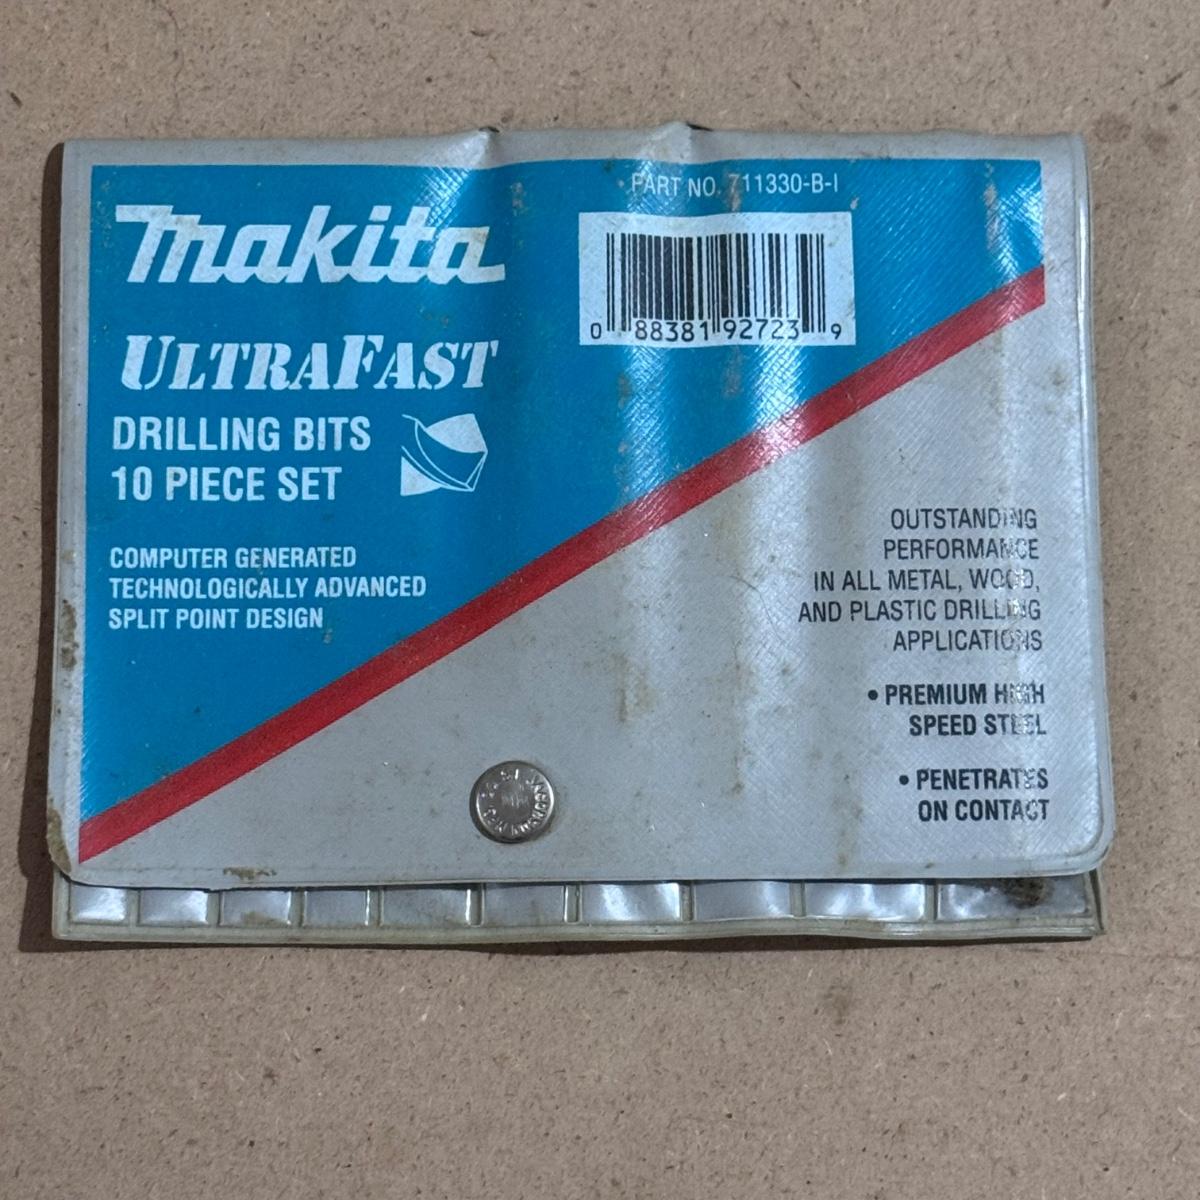 PART NO. 711330-B-I
makita
0 88381 92723 9
ULTRAFAST
DRILLING BITS
10 PIECE SET
COMPUTER GENERATED
TECHNOLOGICALLY ADVANCED
SPLIT POINT DESIGN
OUTSTANDING
PERFORMANCE
IN ALL METAL, WOOD,
AND PLASTIC DRILLING
APPLICATIONS
• PREMIUM HIGH
SPEED STEEL
• PENETRATES
ON CONTACT